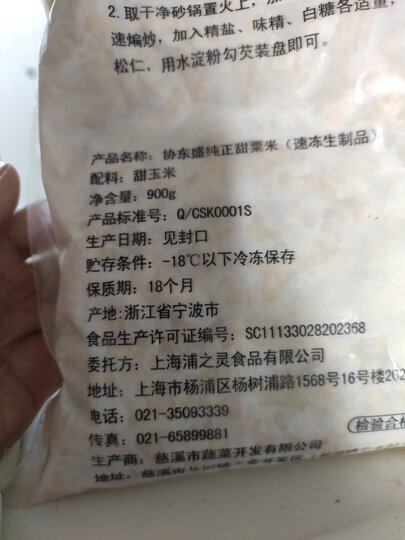 2. 取干净砂锅置火上，
速煸炒，加入精盐、味精、白糖各适量，
松仁，用水淀粉勾芡装盘即可。
产品名称： 协东盛纯正甜粟米（速冻生制品）
配料：甜玉米
净含量：900g
产品标准号：Q/CSK0001S
生产日期：见封口
贮存条件：-18℃以下冷冻保存
保质期：18个月
产地:浙江省宁波市
食品生产许可证编号：SC11133028202368
委托方：上海浦之灵食品有限公司
地址：上海市杨浦区杨树浦路1568号16号楼202
电话：021-35093339
传真：021-65899881
检验合格
生产商：慈溪市蔬菜开发有限公司
地址：慈溪市